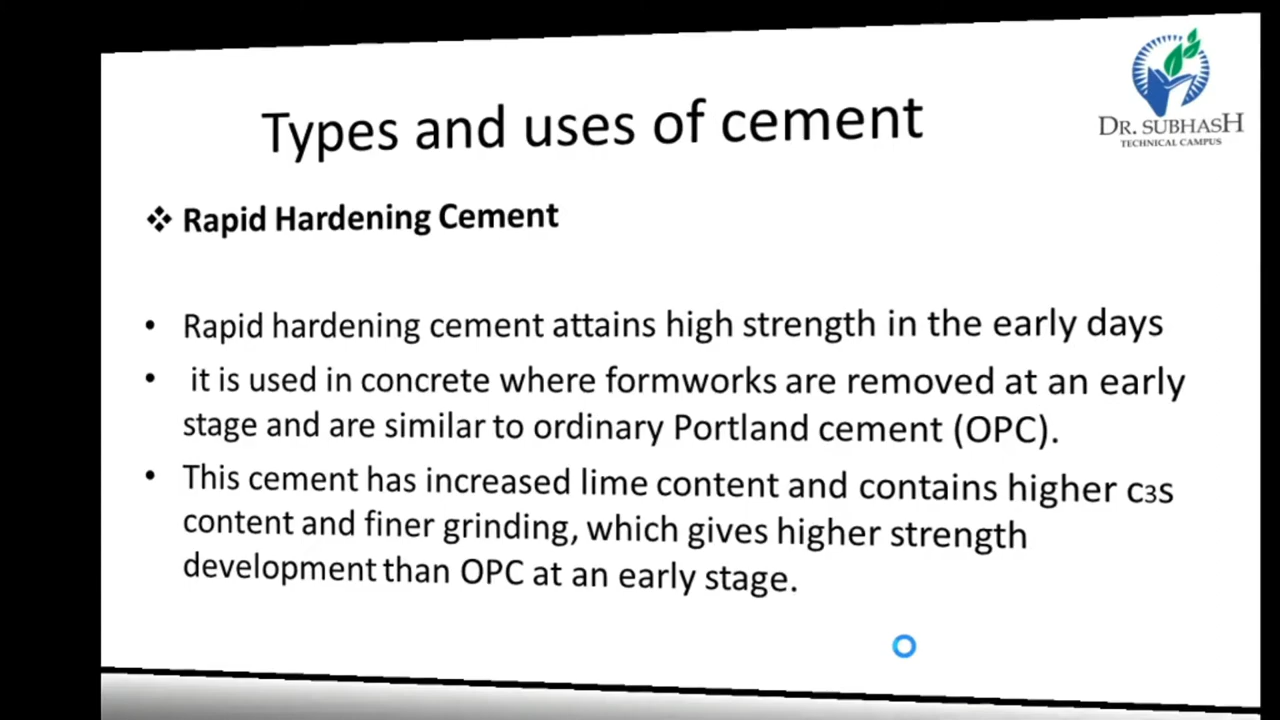 DR. SUBHASH
TECHNICAL CAMPUS
Types and uses of cement
❖ Rapid Hardening Cement
• Rapid hardening cement attains high strength in the early days
• it is used in concrete where formworks are removed at an early
stage and are similar to ordinary Portland cement (OPC).
• This cement has increased lime content and contains higher c3s
content and finer grinding, which gives higher strength
development than OPC at an early stage.